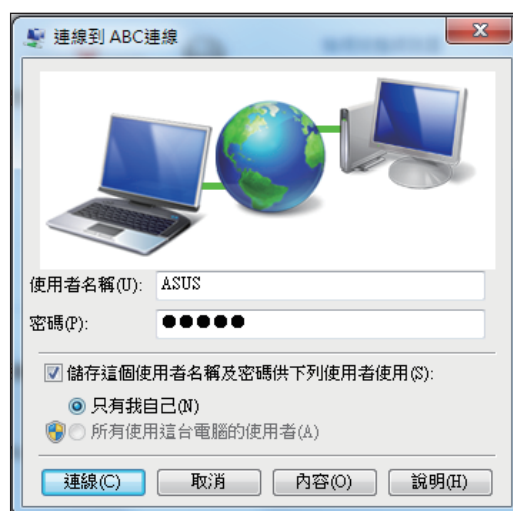 連線到 ABC連線
使用者名稱(U): ASUS
密碼(P): ●●●●●
儲存這個使用者名稱及密碼供下列使用者使用(S):
只有我自己(N)
所有使用這台電腦的使用者(A)
連線(C) 取消 內容(O) 說明(H)